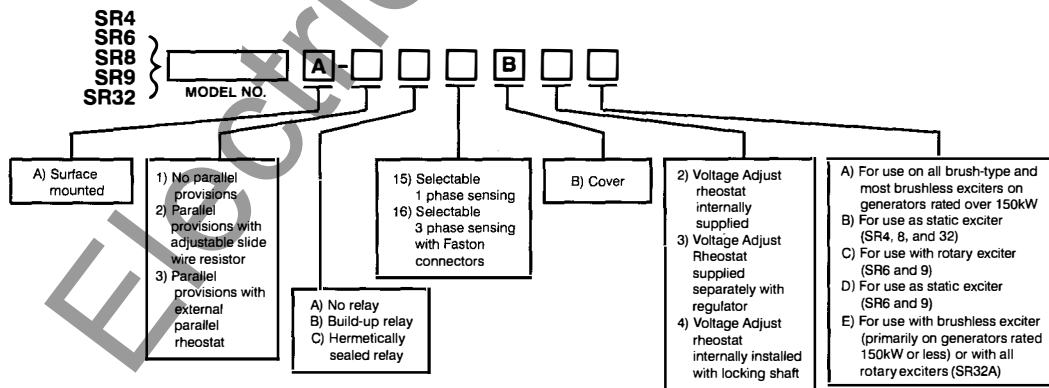 SR4
SR6
SR8
SR9
SR32
MODEL NO.
A - B
A) Surface
mounted
1) No parallel
provisions
2) Parallel
provisions with
adjustable slide
wire resistor
3) Parallel
provisions with
external
parallel
rheostat
A) No relay
B) Build-up relay
C) Hermetically
sealed relay
15) Selectable
1 phase sensing
16) Selectable
3 phase sensing
with Faston
connectors
B) Cover
2) Voltage Adjust
rheostat
internally
supplied
3) Voltage Adjust
Rheostat
supplied
separately with
regulator
4) Voltage Adjust
rheostat
internally installed
with locking shaft
A) For use on all brush-type and
most brushless exciters on
generators rated over 150kW
B) For use as static exciter
(SR4, 8, and 32)
C) For use with rotary exciter
(SR6 and 9)
D) For use as static exciter
(SR6 and 9)
E) For use with brushless exciter
(primarily on generators rated
150kW or less) or with all
rotary exciters (SR32A)
Electri